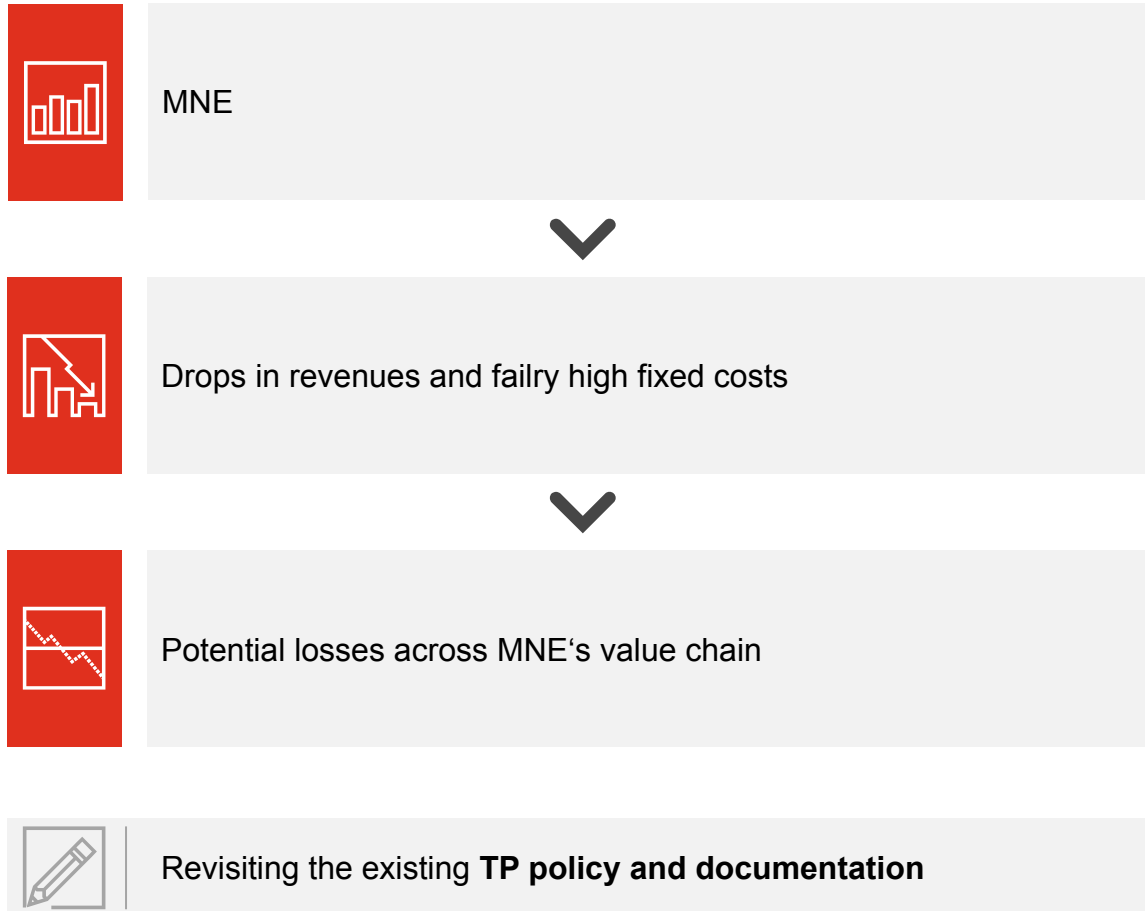 MNE
Drops in revenues and failry high fixed costs
Potential losses across MNE‘s value chain
Revisiting the existing TP policy and documentation